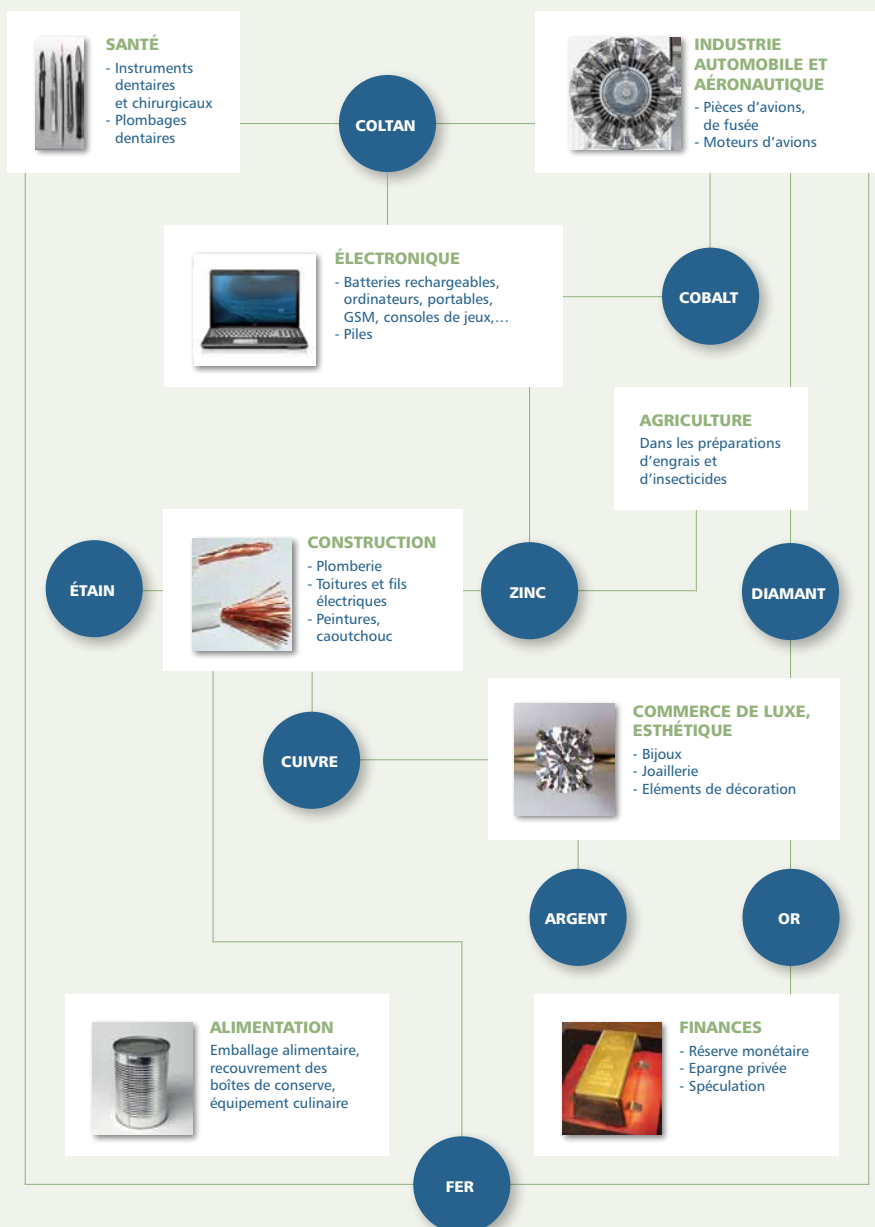 SANTÉ
- Instruments
dentaires
et chirurgicaux
- Plombages
dentaires
COLTAN
INDUSTRIE
AUTOMOBILE ET
AÉRONAUTIQUE
- Pièces d’avions,
de fusée
- Moteurs d’avions
ÉLECTRONIQUE
- Batteries rechargeables,
ordinateurs, portables,
GSM, consoles de jeux,…
- Piles
COBALT
AGRICULTURE
Dans les préparations
d’engrais et
d’insecticides
ÉTAIN
CONSTRUCTION
- Plomberie
- Toitures et fils
électriques
- Peintures,
caoutchouc
ZINC
DIAMANT
CUIVRE
COMMERCE DE LUXE,
ESTHÉTIQUE
- Bijoux
- Joaillerie
- Eléments de décoration
ARGENT
OR
ALIMENTATION
Emballage alimentaire,
recouvrement des
boîtes de conserve,
équipement culinaire
FINANCES
- Réserve monétaire
- Epargne privée
- Spéculation
FER